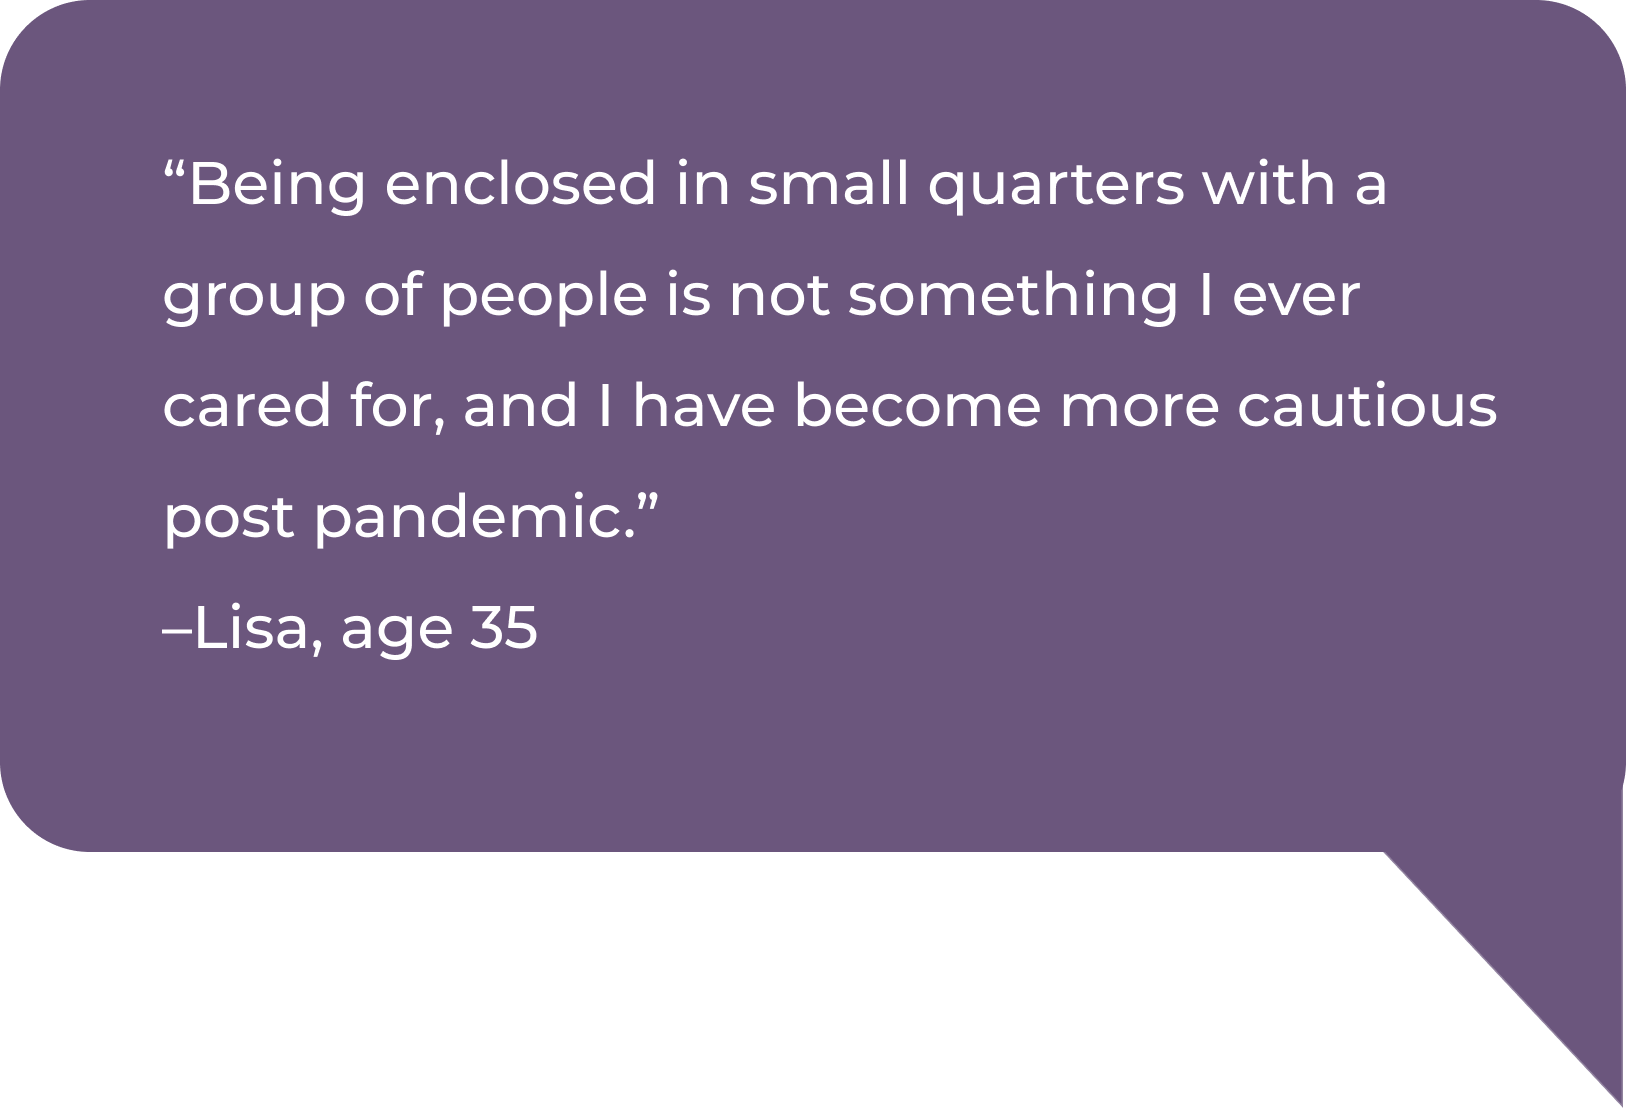 “Being enclosed in small quarters with a
group of people is not something I ever
cared for, and I have become more cautious
post pandemic.”
–Lisa, age 35